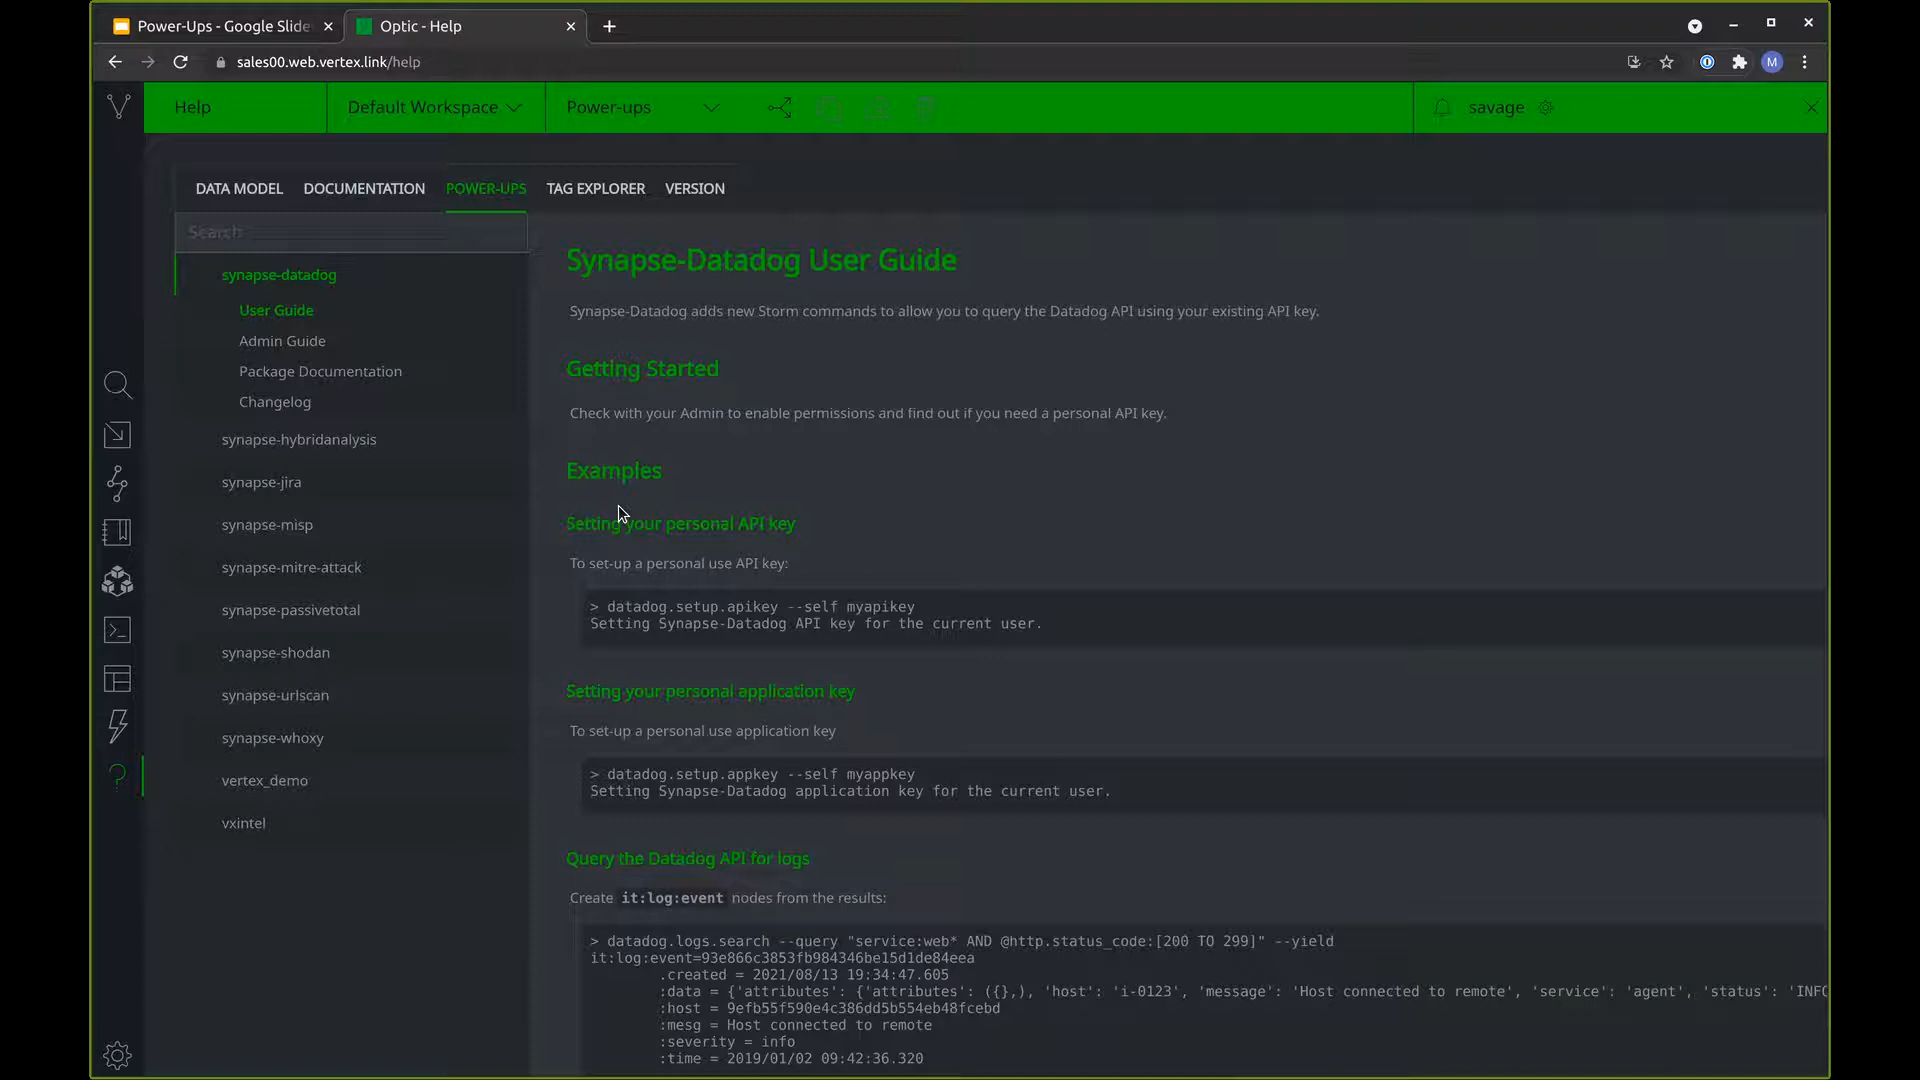 Power-Ups - Google Slide
Optic - Help
sales00.web.vertex.link/help
M
Help
Default Workspace
Power-ups
savage
DATA MODEL
DOCUMENTATION
POWER-UPS
TAG EXPLORER
VERSION
Search
synapse-datadog
User Guide
Admin Guide
Package Documentation
Changelog
synapse-hybridanalysis
synapse-jira
synapse-misp
synapse-mitre-attack
synapse-passivetotal
synapse-shodan
synapse-urlscan
synapse-whoxy
vertex_demo
vxintel
Synapse-Datadog User Guide
Synapse-Datadog adds new Storm commands to allow you to query the Datadog API using your existing API key.
Getting Started
Check with your Admin to enable permissions and find out if you need a personal API key.
Examples
Setting your personal API key
To set-up a personal use API key:
> datadog.setup.apikey --self myapikey
Setting Synapse-Datadog API key for the current user.
Setting your personal application key
To set-up a personal use application key
> datadog.setup.appkey --self myappkey
Setting Synapse-Datadog application key for the current user.
Query the Datadog API for logs
Create it:log:event nodes from the results:
> datadog.logs.search --query "service:web* AND @http.status_code:[200 TO 299]" --yield
it:log:event=93e866c3853fb984346be15d1de84eea
.created = 2021/08/13 19:34:47.605
:data = {'attributes': {'attributes': ({},), 'host': 'i-0123', 'message': 'Host connected to remote', 'service': 'agent', 'status': 'INFO
:host = 9efb55f590e4c386dd5b554eb48fcebd
:mesg = Host connected to remote
:severity = info
:time = 2019/01/02 09:42:36.320